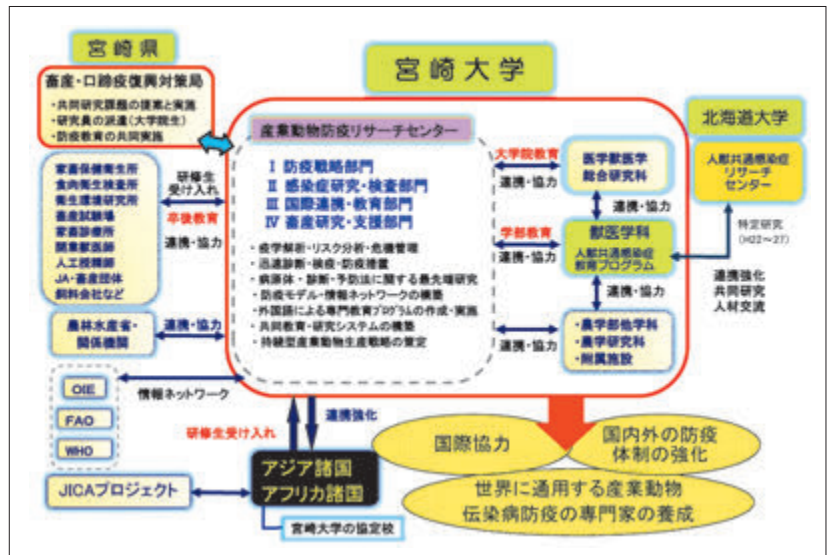 宮崎県
畜産・口蹄疫復興対策局
・共同研究課題の提案と実施
・研究員の派遣(大学院生)
・防疫教育の共同実施
家畜保健衛生所
食肉衛生検査所
衛生環境研究所
畜産試験場
家畜診療所
開業獣医師
人工授精師
JA・畜産団体
飼料会社など
研修生
受け入れ
卒後教育
連携・協力
農林水産省・
関係機関
連携・協力
OIE
FAO
WHO
情報ネットワーク
JICAプロジェクト
宮崎大学
産業動物防疫リサーチセンター
Ⅰ 防疫戦略部門
Ⅱ 感染症研究・検査部門
Ⅲ 国際連携・教育部門
Ⅳ 畜産研究・支援部門
・疫学解析・リスク分析・危機管理
・迅速診断・検疫・防疫措置
・病原体・診断・予防法に関する最先端研究
・防疫モデル・情報ネットワークの構築
・外国語による専門教育プログラムの作成・実施
・共同教育・研究システムの構築
・持続型産業動物生産戦略の策定
大学院教育
連携・協力
医学獣医学
総合研究科
連携・協力
学部教育
連携・協力
獣医学科
人獣共通感染症
教育プログラム
連携・協力
連携・協力
・農学部他学科
・農学研究科
・附属施設
北海道大学
人獣共通感染症
リサーチ
センター
特定研究
(H22～27)
連携強化
共同研究
人材交流
研修生受け入れ
連携強化
アジア諸国
アフリカ諸国
宮崎大学の協定校
国際協力
国内外の防疫
体制の強化
世界に通用する産業動物
伝染病防疫の専門家の養成